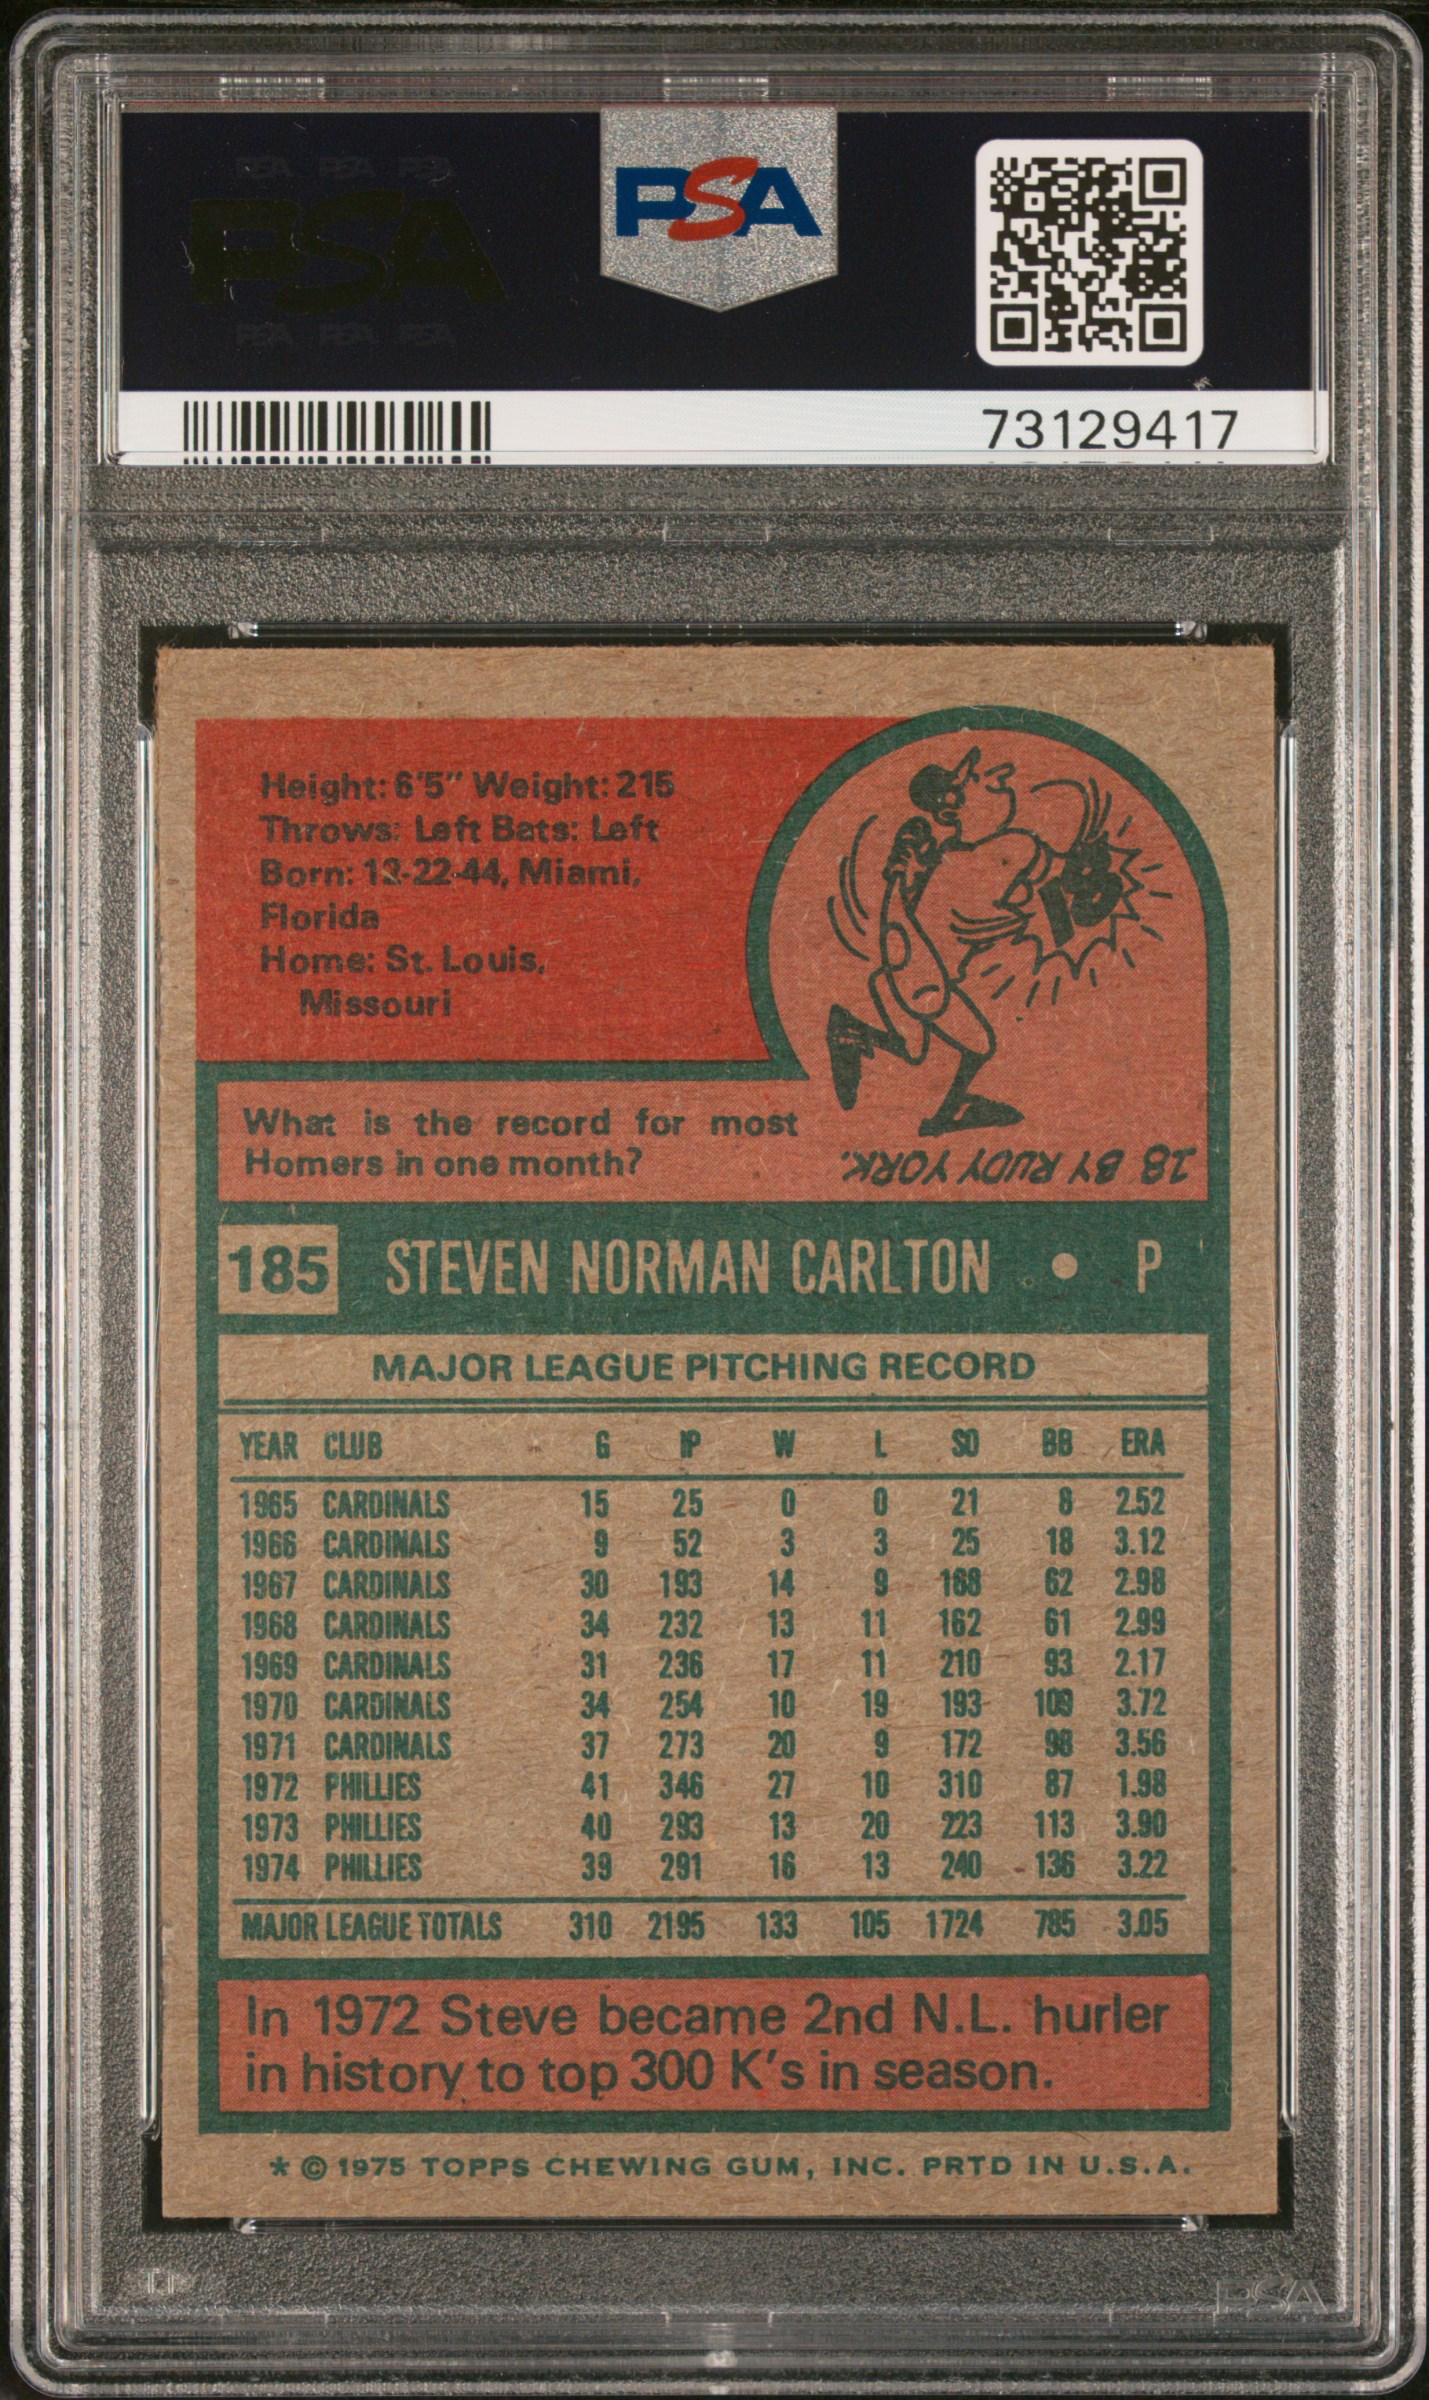 PSA PSA PSA
PSA
PSA PSA PSA
PSA
73129417
Height: 6'5" Weight: 215
Throws: Left Bats: Left
Born: 12-22-44, Miami,
Florida
Home: St. Louis,
Missouri
18
What is the record for most
Homers in one month?
18 BY RUDY YORK.
185 STEVEN NORMAN CARLTON • P
MAJOR LEAGUE PITCHING RECORD
YEAR CLUB G IP W L SO BB ERA
1965 CARDINALS 15 25 0 0 21 8 2.52
1966 CARDINALS 9 52 3 3 25 18 3.12
1967 CARDINALS 30 193 14 9 168 62 2.98
1968 CARDINALS 34 232 13 11 162 61 2.99
1969 CARDINALS 31 236 17 11 210 93 2.17
1970 CARDINALS 34 254 10 19 193 109 3.72
1971 CARDINALS 37 273 20 9 172 98 3.56
1972 PHILLIES 41 346 27 10 310 87 1.98
1973 PHILLIES 40 293 13 20 223 113 3.90
1974 PHILLIES 39 291 16 13 240 136 3.22
MAJOR LEAGUE TOTALS 310 2195 133 105 1724 785 3.05
In 1972 Steve became 2nd N.L. hurler
in history to top 300 K's in season.
* © 1975 TOPPS CHEWING GUM, INC. PRTD IN U.S.A.
PSA